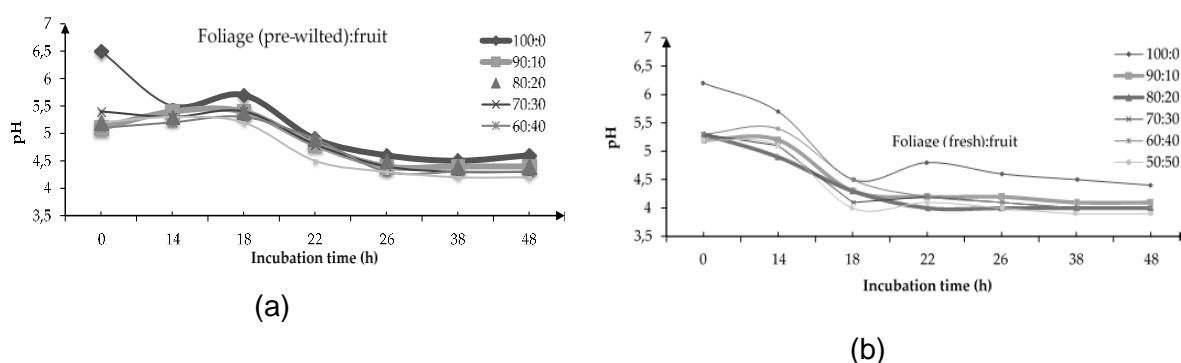 7
6,5
6
5,5
5
4,5
4
3,5
pH
Foliage (pre-wilted):fruit
100:0
90:10
80:20
70:30
60:40
0 14 18 22 26 38 48
Incubation time (h)
(a)
7
6,5
6
5,5
5
4,5
4
3,5
pH
100:0
90:10
80:20
70:30
60:40
50:50
Foliage (fresh):fruit
0 14 18 22 26 38 48
Incubation time (h)
(b)